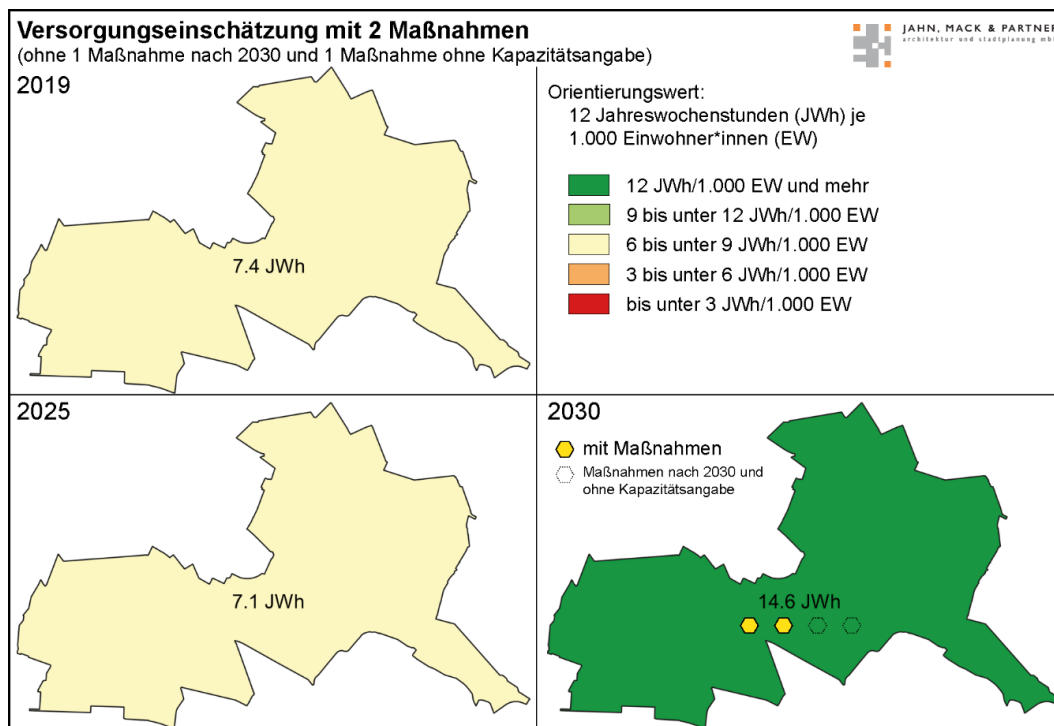 Versorgungseinschätzung mit 2 Maßnahmen
(ohne 1 Maßnahme nach 2030 und 1 Maßnahme ohne Kapazitätsangabe)
JAHN, MACK & PARTNER
architektur und stadtplanung mbB
2019
7.4 JWh
Orientierungswert:
12 Jahreswochenstunden (JWh) je
1.000 Einwohner*innen (EW)
12 JWh/1.000 EW und mehr
9 bis unter 12 JWh/1.000 EW
6 bis unter 9 JWh/1.000 EW
3 bis unter 6 JWh/1.000 EW
bis unter 3 JWh/1.000 EW
2025
7.1 JWh
2030
mit Maßnahmen
Maßnahmen nach 2030 und
ohne Kapazitätsangabe
14.6 JWh